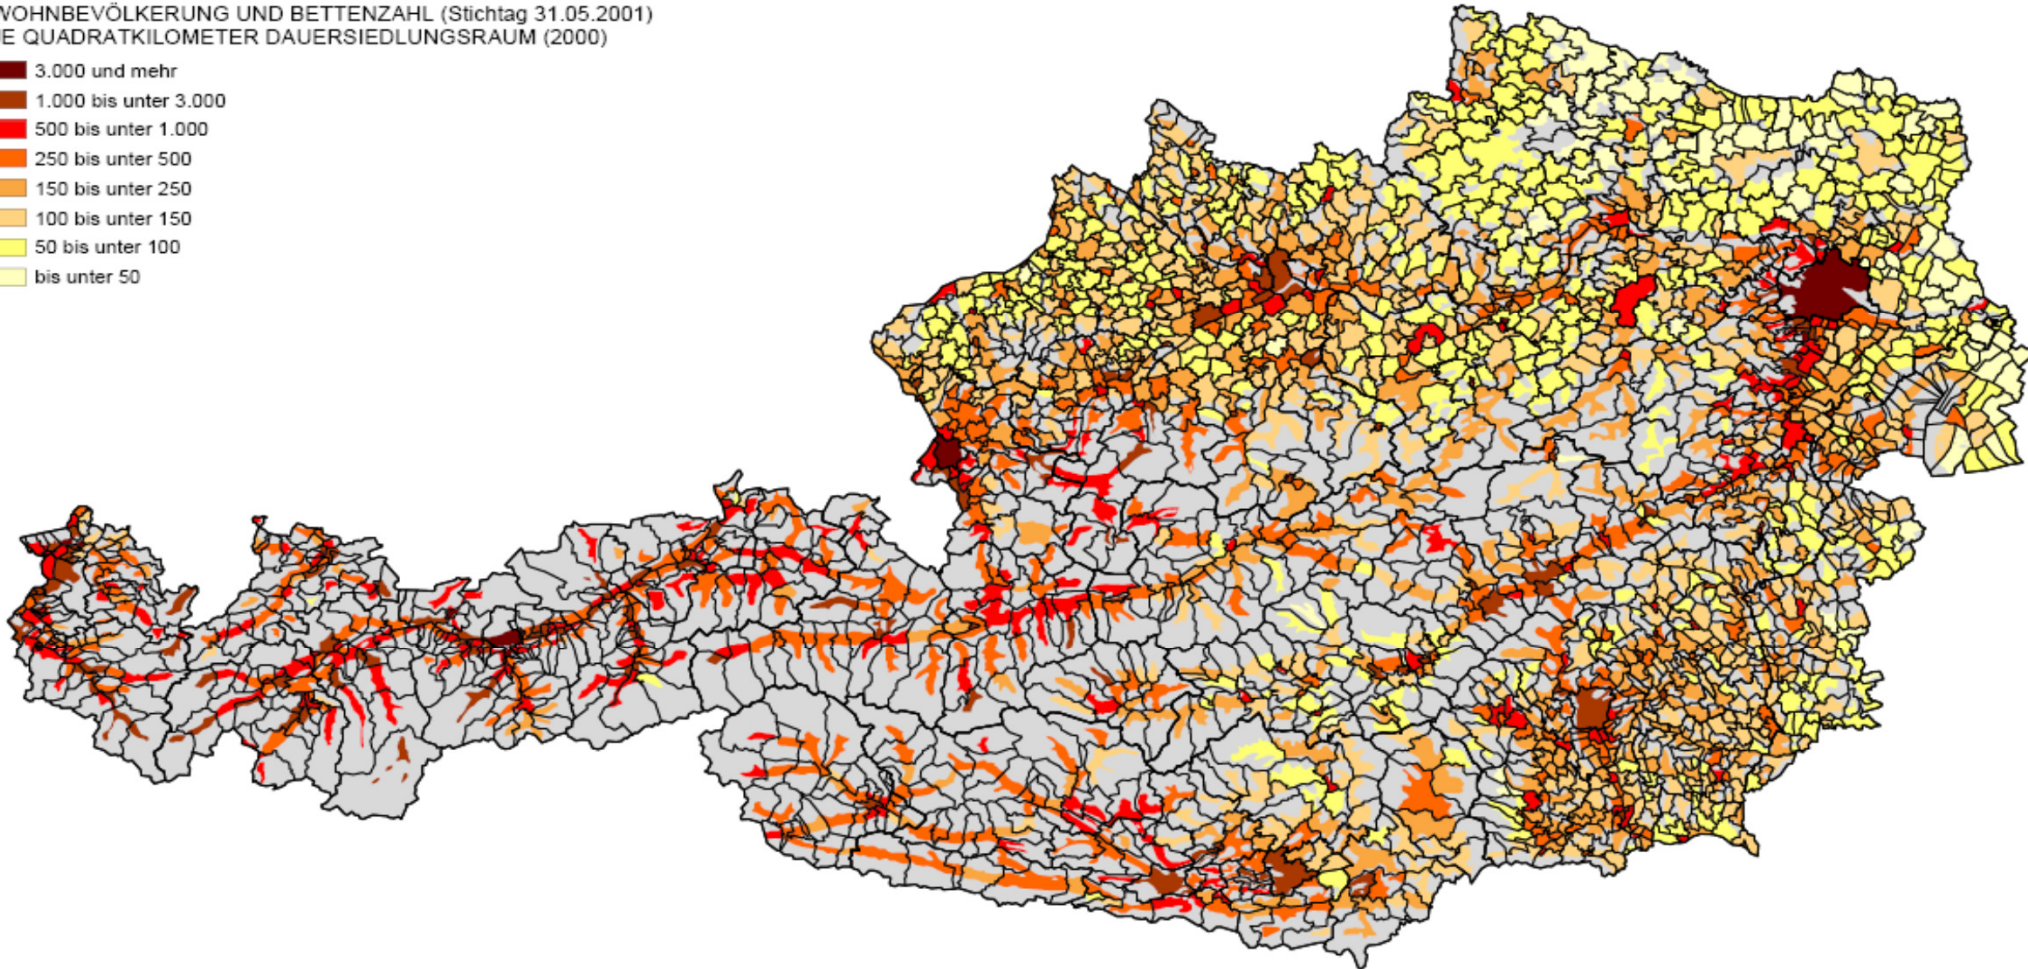 WOHNBEVÖLKERUNG UND BETTENZAHL (Stichtag 31.05.2001)
JE QUADRATKILOMETER DAUERSIEDLUNGSRAUM (2000)
3.000 und mehr
1.000 bis unter 3.000
500 bis unter 1.000
250 bis unter 500
150 bis unter 250
100 bis unter 150
50 bis unter 100
bis unter 50